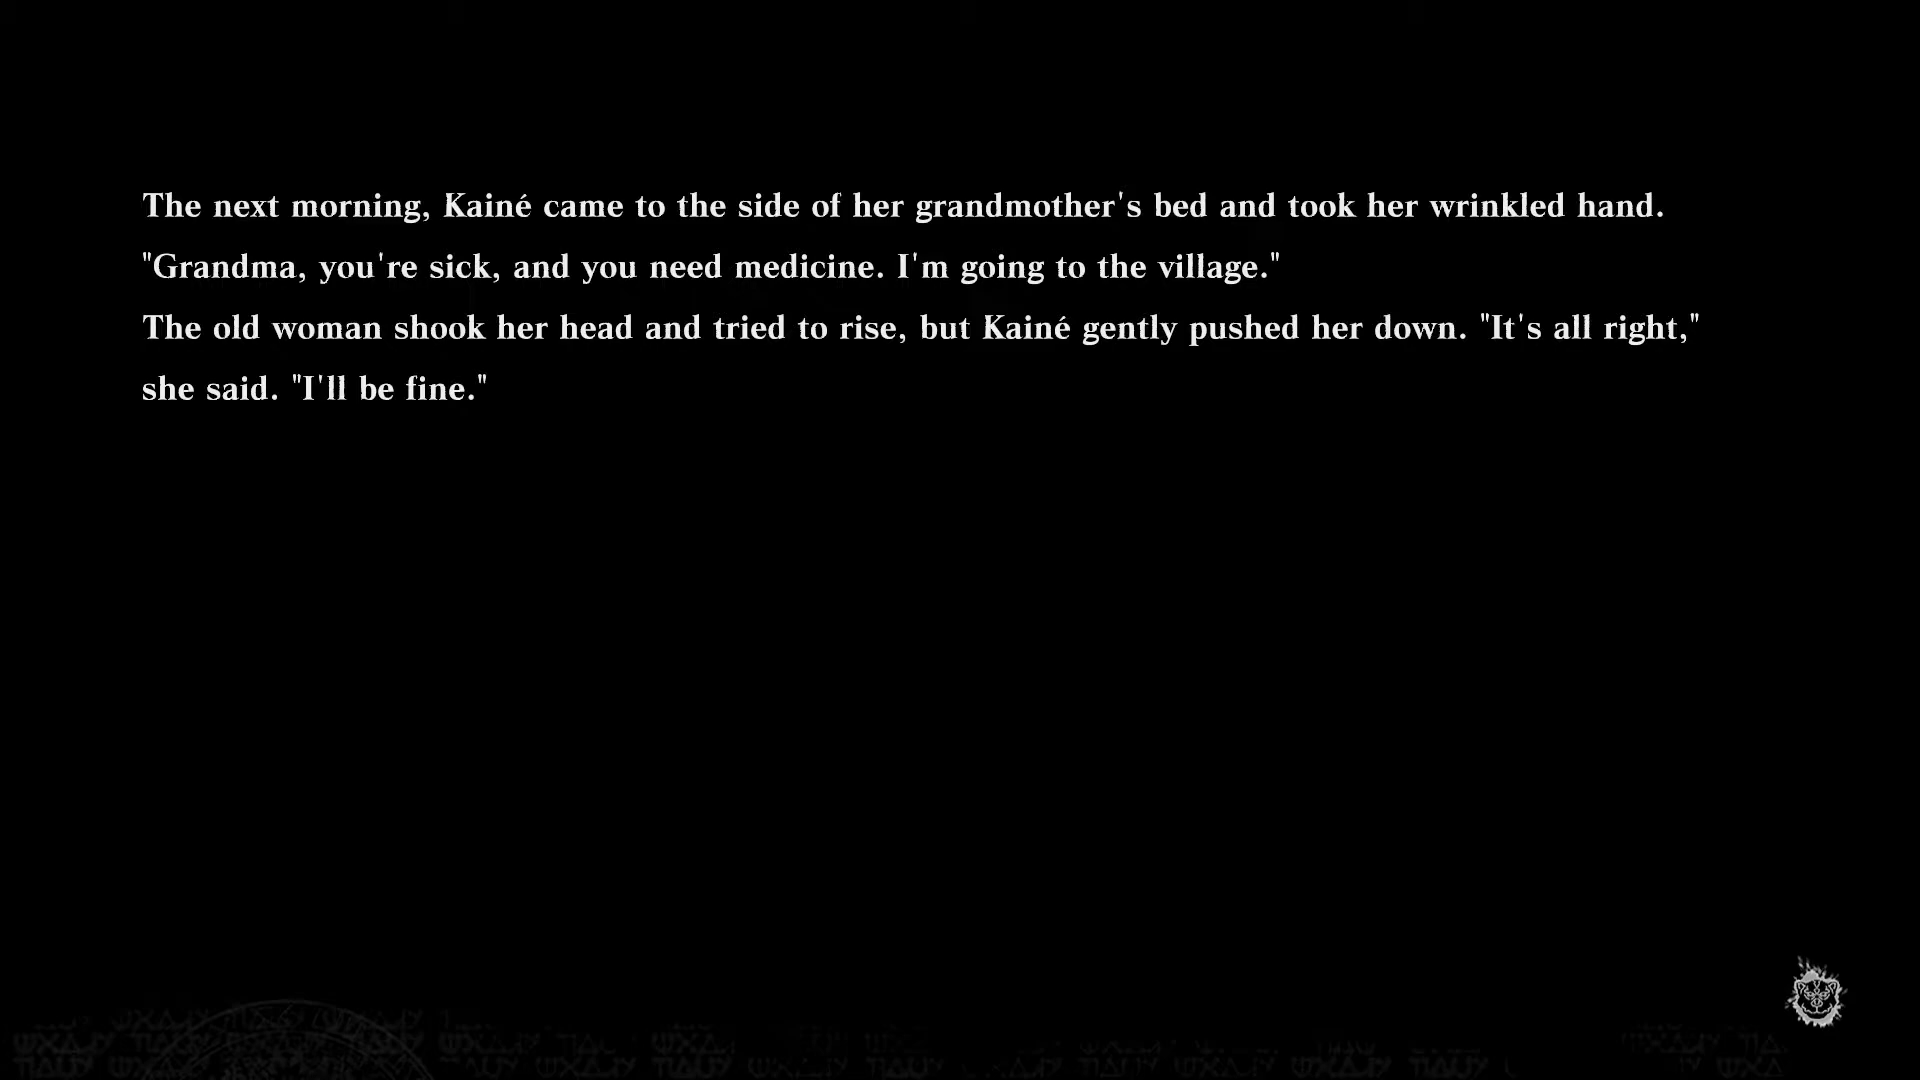 The next morning, Kainé came to the side of her grandmother's bed and took her wrinkled hand.
"Grandma, you're sick, and you need medicine. I'm going to the village."
The old woman shook her head and tried to rise, but Kainé gently pushed her down. "It's all right,"
she said. "I'll be fine."